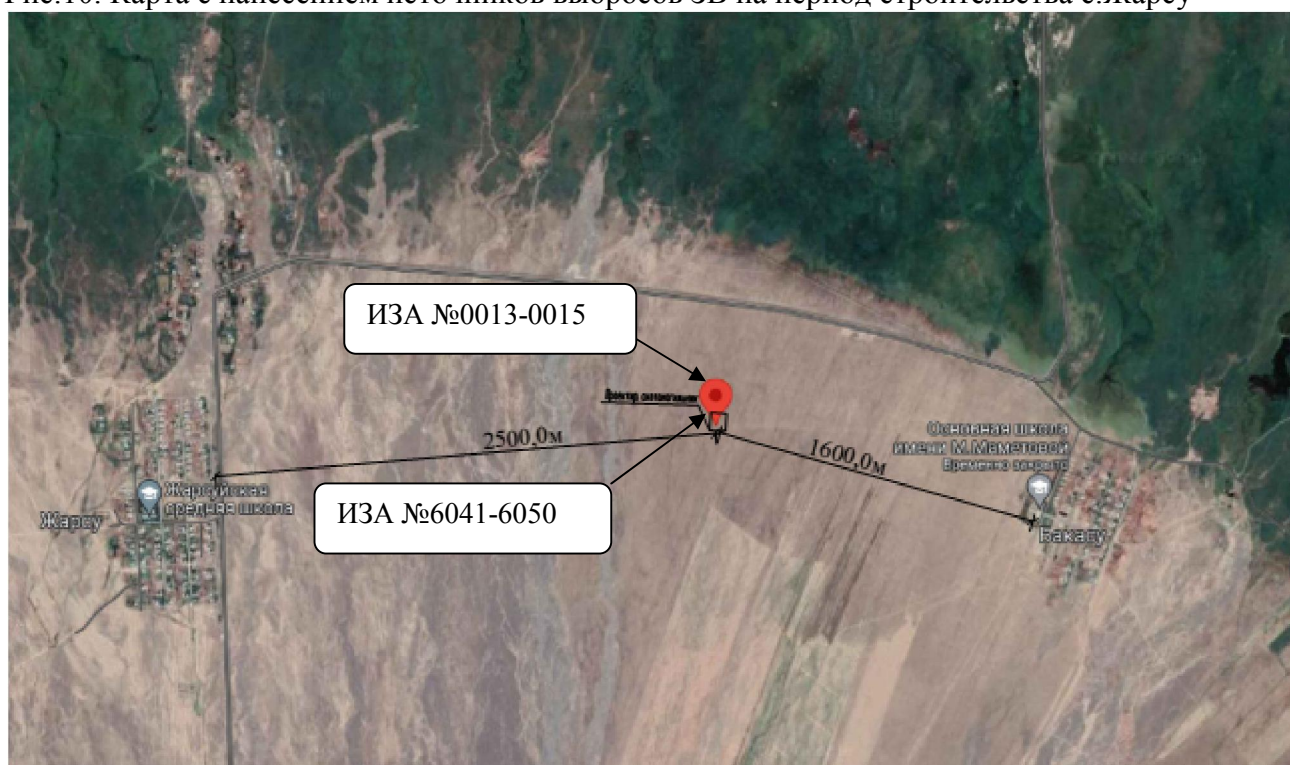 Рис.10. Карта с нанесением источников выбросов ЗВ на период строительства с.Жарсу
ИЗА №0013-0015
2500,0м
1600,0м
Основная школа
имени М.Маметовой
Временно закрыто
Жарсуйская
средняя школа
Жарсу
ИЗА №6041-6050
Бакасу